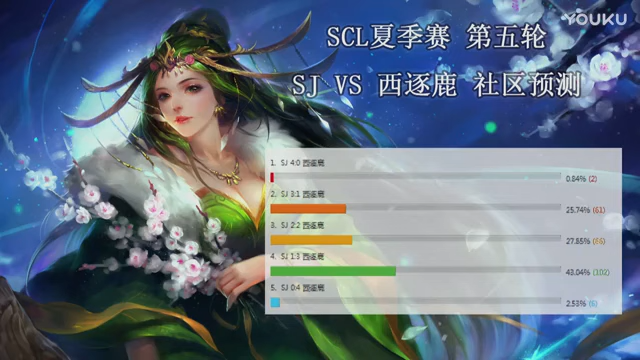 YOUKU
SCL夏季赛 第五轮
SJ VS 西逐鹿 社区预测
1. SJ 4:0 西逐鹿
0.84% (2)
2. SJ 3:1 西逐鹿
25.74% (61)
3. SJ 2:2 西逐鹿
27.85% (66)
4. SJ 1:3 西逐鹿
43.04% (102)
5. SJ 0:4 西逐鹿
2.53% (6)